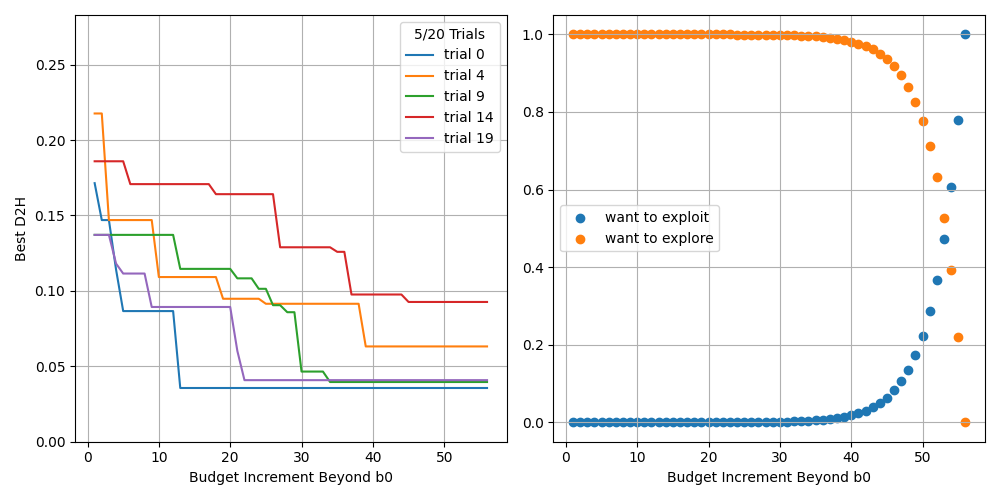 5/20 Trials
trial 0
trial 4
trial 9
trial 14
trial 19
Best D2H
0.25
0.20
0.15
0.10
0.05
0.00
0
10
20
30
40
50
Budget Increment Beyond b0
1.0
0.8
0.6
0.4
0.2
0.0
want to exploit
want to explore
0
10
20
30
40
50
Budget Increment Beyond b0